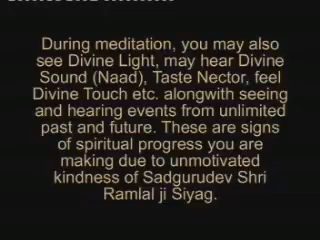 During meditation, you may also
see Divine Light, may hear Divine
Sound (Naad), Taste Nector, feel
Divine Touch etc. alongwith seeing
and hearing events from unlimited
past and future. These are signs
of spiritual progress you are
making due to unmotivated
kindness of Sadgurudev Shri
Ramlal ji Siyag.